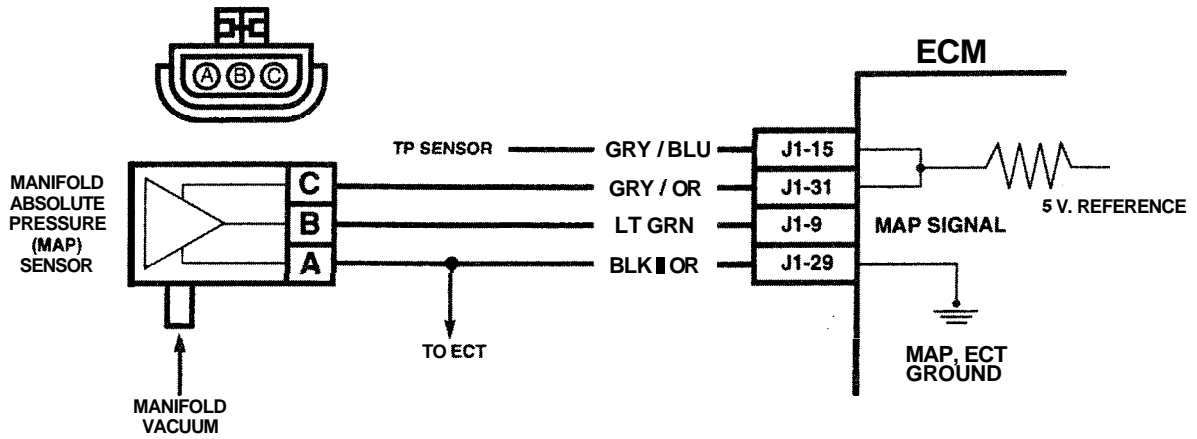 A B C
ECM
TP SENSOR
GRY / BLU
J1-15
MANIFOLD
ABSOLUTE
PRESSURE
(MAP)
SENSOR
C
GRY / OR
J1-31
5 V. REFERENCE
B
LT GRN
J1-9
MAP SIGNAL
A
BLK ▮ OR
J1-29
TO ECT
MAP, ECT
GROUND
MANIFOLD
VACUUM